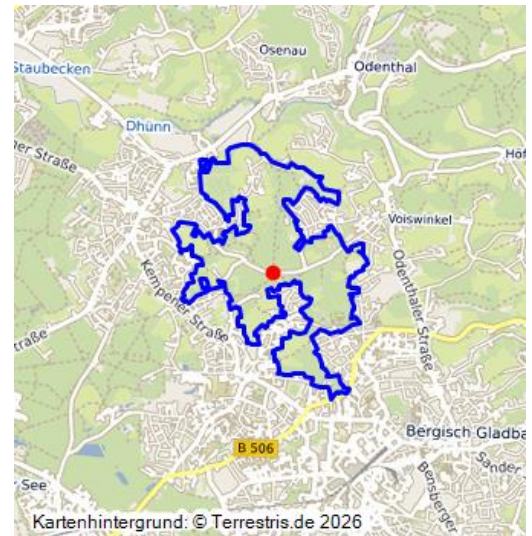 Osenau
Odenthal
Staubecken
Dhünn
ner Straße
Höf
Voiswinkel
Kempener Straße
Odenthaler Straße
traße
B 506
Bergisch Gladba
Sander
Bensberger
er See
Kartenhintergrund: © Terrestris.de 2026